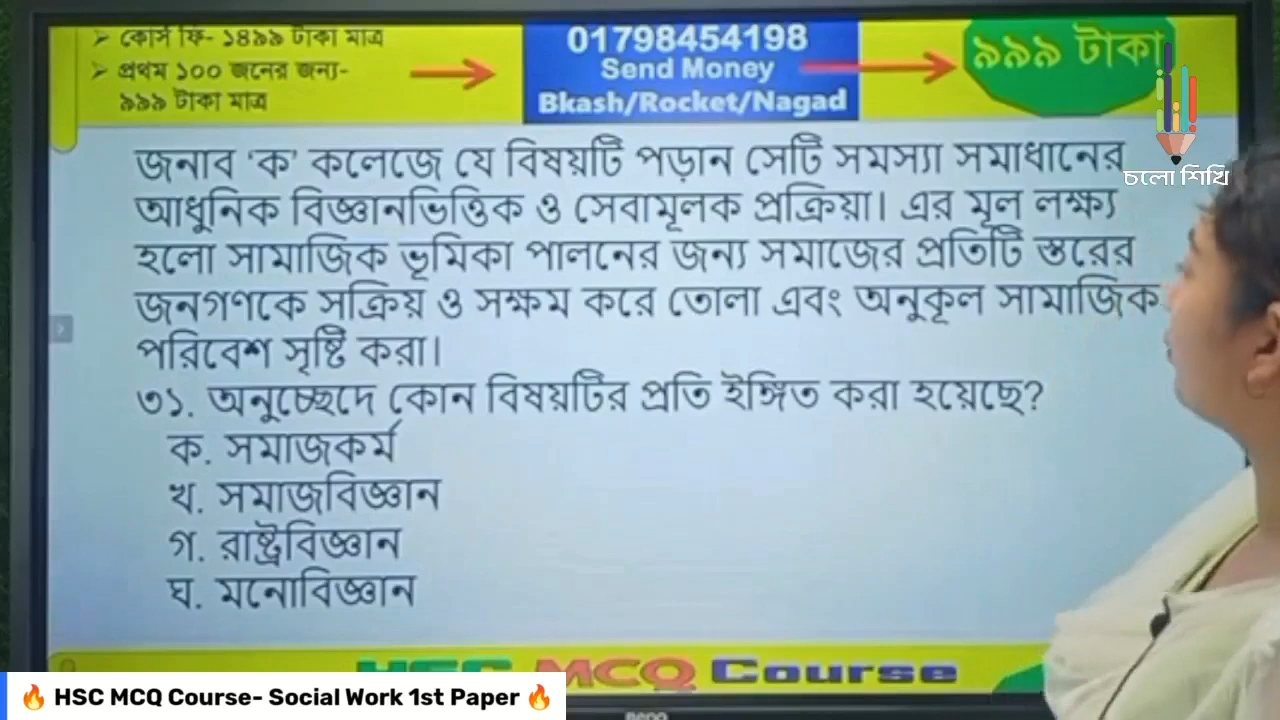 ➢ কোর্স ফি- ১৪৯৯ টাকা মাত্র
➢ প্রথম ১০০ জনের জন্য-
৯৯৯ টাকা মাত্র
01798454198
Send Money
Bkash/Rocket/Nagad
৯৯৯ টাকা
চলো শিখি
জনাব ‘ক’ কলেজে যে বিষয়টি পড়ান সেটি সমস্যা সমাধানের
আধুনিক বিজ্ঞানভিত্তিক ও সেবামূলক প্রক্রিয়া। এর মূল লক্ষ্য
হলো সামাজিক ভূমিকা পালনের জন্য সমাজের প্রতিটি স্তরের
জনগণকে সক্রিয় ও সক্ষম করে তোলা এবং অনুকূল সামাজিক
পরিবেশ সৃষ্টি করা।
৩১. অনুচ্ছেদে কোন বিষয়টির প্রতি ইঙ্গিত করা হয়েছে?
ক. সমাজকর্ম
খ. সমাজবিজ্ঞান
গ. রাষ্ট্রবিজ্ঞান
ঘ. মনোবিজ্ঞান
HSC MCQ Course
🔥 HSC MCQ Course- Social Work 1st Paper 🔥